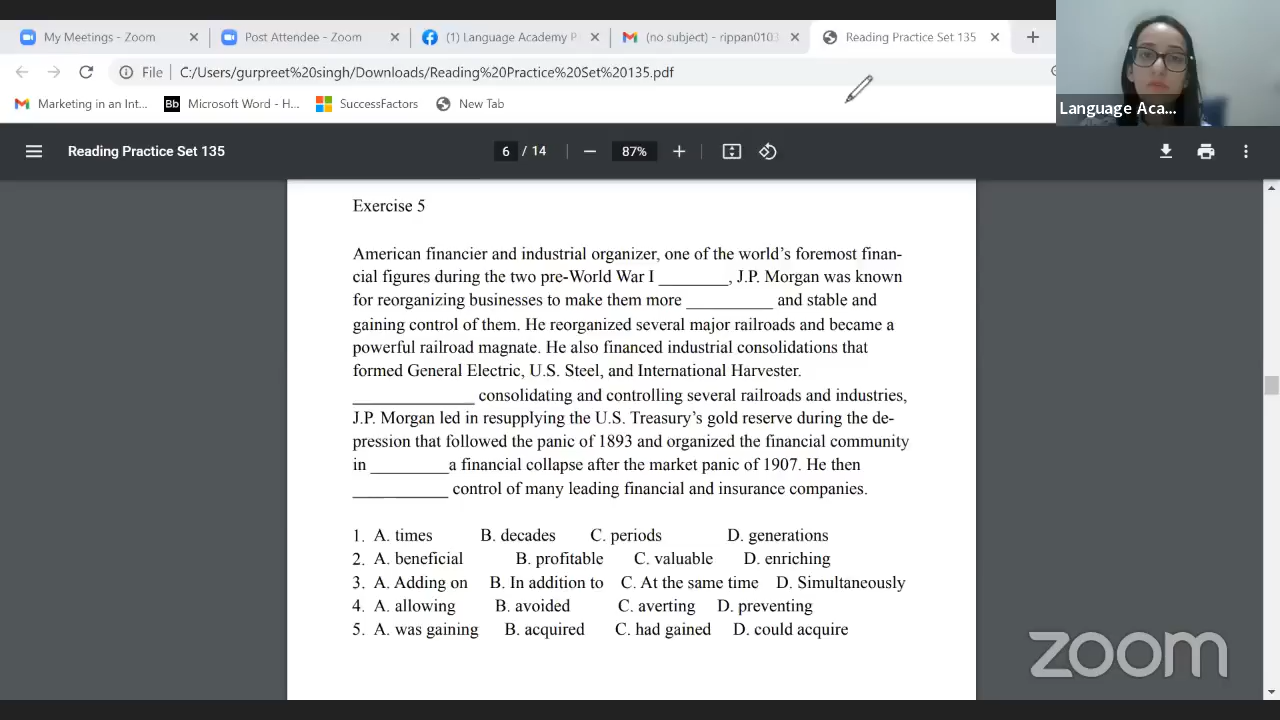 My Meetings - Zoom
Post Attendee - Zoom
(1) Language Academy P
(no subject) - rippan0103
Reading Practice Set 135
File | C:/Users/gurpreet%20singh/Downloads/Reading%20Practice%20Set%20135.pdf
Marketing in an Int...
Bb Microsoft Word - H...
SuccessFactors
New Tab
Language Aca...
Reading Practice Set 135
6 / 14
87%
Exercise 5
American financier and industrial organizer, one of the world’s foremost finan-
cial figures during the two pre-World War I ________, J.P. Morgan was known
for reorganizing businesses to make them more __________ and stable and
gaining control of them. He reorganized several major railroads and became a
powerful railroad magnate. He also financed industrial consolidations that
formed General Electric, U.S. Steel, and International Harvester.
______________ consolidating and controlling several railroads and industries,
J.P. Morgan led in resupplying the U.S. Treasury’s gold reserve during the de-
pression that followed the panic of 1893 and organized the financial community
in _________a financial collapse after the market panic of 1907. He then
___________ control of many leading financial and insurance companies.
1. A. times B. decades C. periods D. generations
2. A. beneficial B. profitable C. valuable D. enriching
3. A. Adding on B. In addition to C. At the same time D. Simultaneously
4. A. allowing B. avoided C. averting D. preventing
5. A. was gaining B. acquired C. had gained D. could acquire
zoom